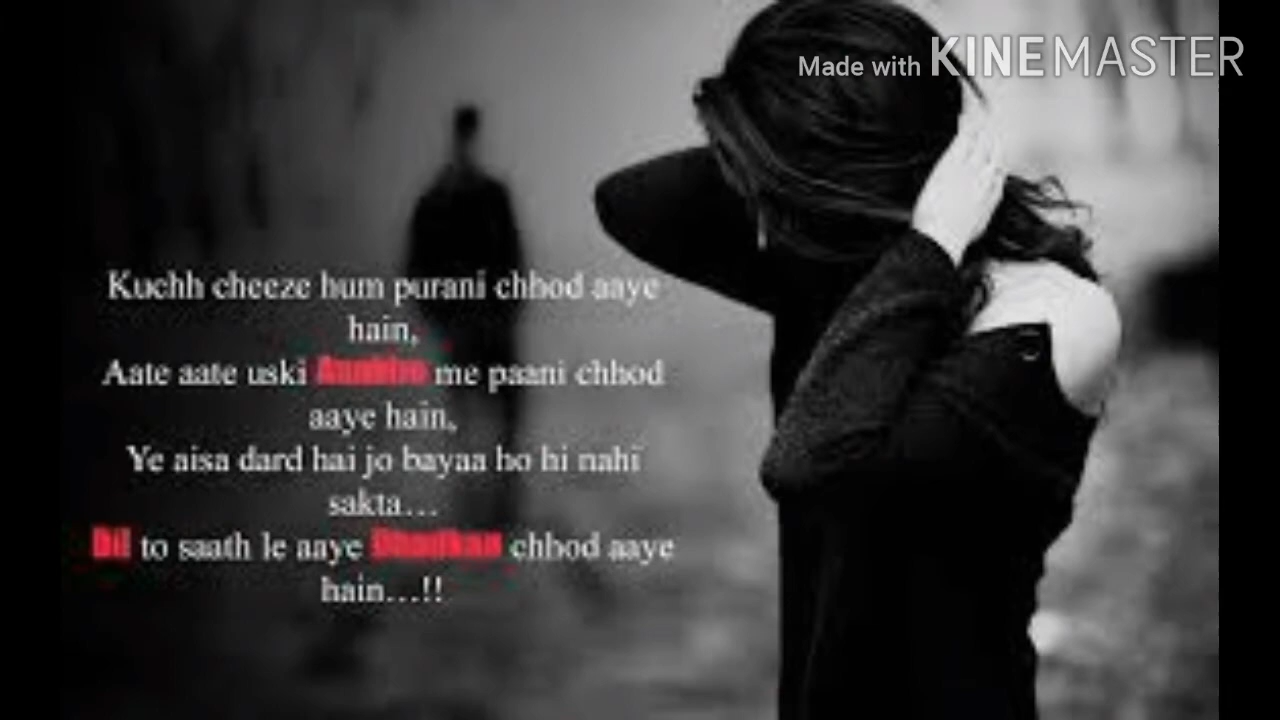 Made with KINEMASTER
Kuchh cheeze hum purani chhod aaye
hain,
Aate aate uski me paani chhod
aaye hain,
Ye aisa dard hai jo bayaa ho hi nahi
sakta...
Dil to saath le aaye Dhadkan chhod aaye
hain...!!